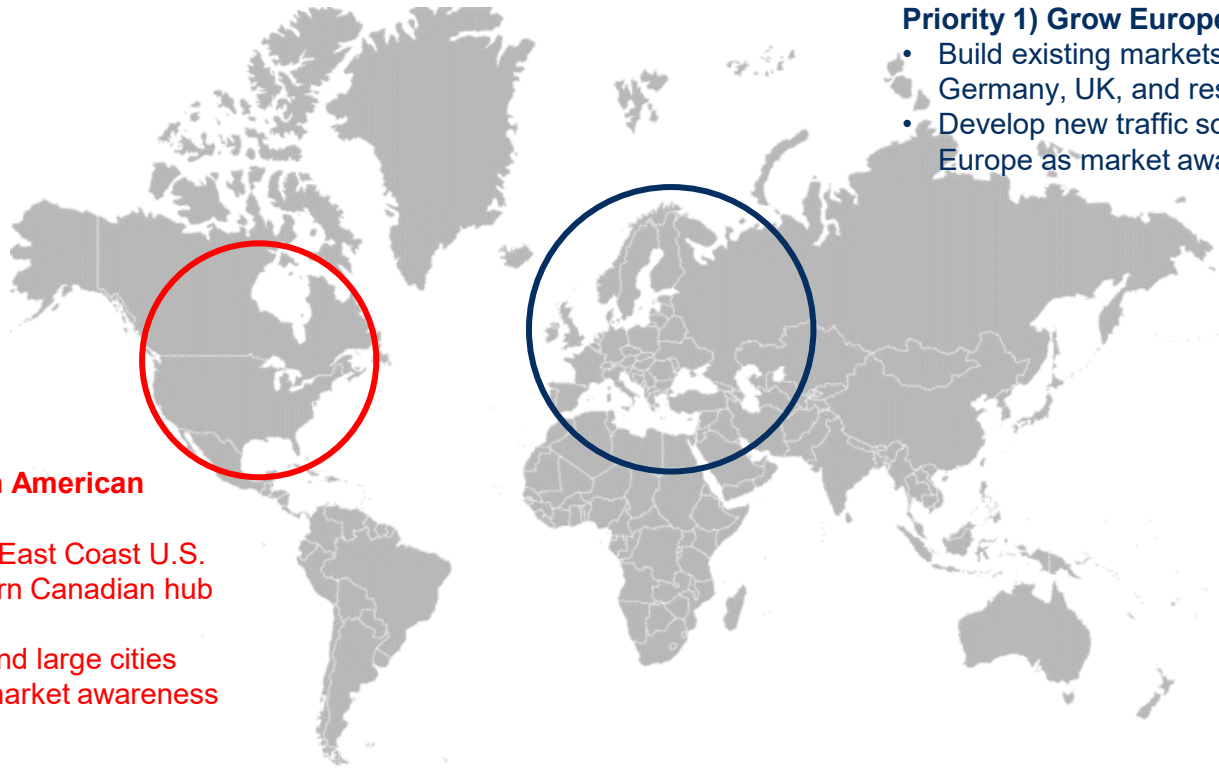 Priority 1) Grow Europe
• Build existing markets
Germany, UK, and res
• Develop new traffic so
Europe as market awa
American
East Coast U.S.
rn Canadian hub
nd large cities
market awareness